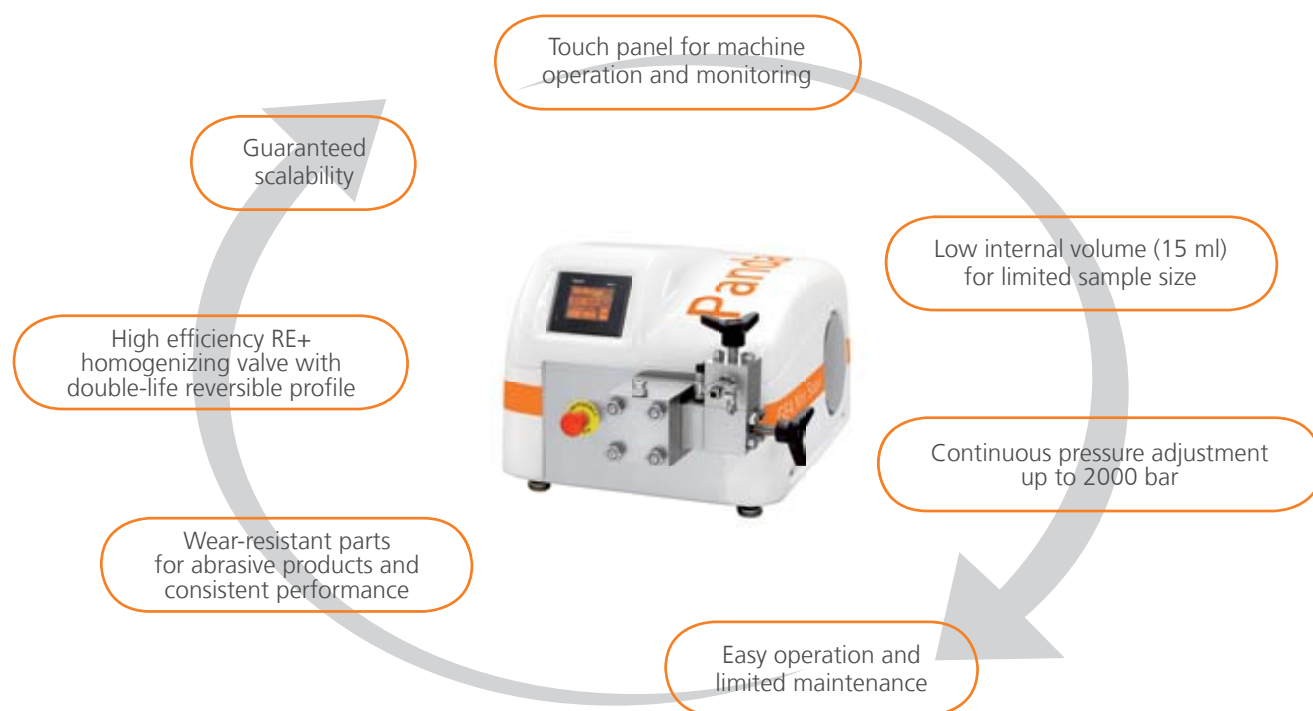 Touch panel for machine
operation and monitoring
Guaranteed
scalability
Low internal volume (15 ml)
for limited sample size
Panda
High efficiency RE+
homogenizing valve with
double-life reversible profile
Continuous pressure adjustment
up to 2000 bar
Wear-resistant parts
for abrasive products and
consistent performance
Easy operation and
limited maintenance